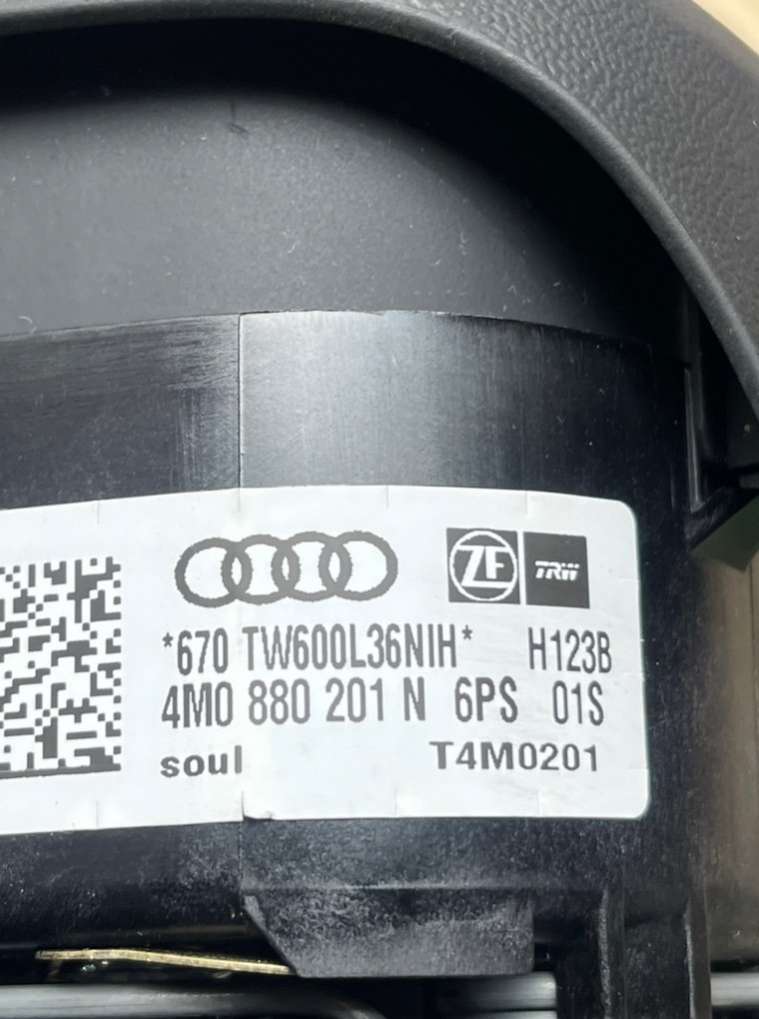 ZF TRW
*670 TW600L36NIH* H123B
4M0 880 201 N 6PS 01S
soul T4M0201